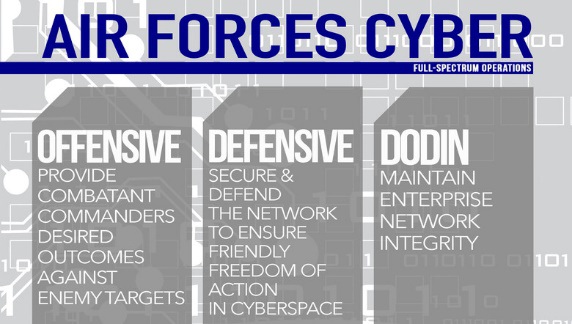 AIR FORCES CYBER
FULL-SPECTRUM OPERATIONS
OFFENSIVE
PROVIDE
COMBATANT
COMMANDERS
DESIRED
OUTCOMES
AGAINST
ENEMY TARGETS
DEFENSIVE
SECURE &
DEFEND
THE NETWORK
TO ENSURE
FRIENDLY
FREEDOM OF
ACTION
IN CYBERSPACE
DODIN
MAINTAIN
ENTERPRISE
NETWORK
INTEGRITY